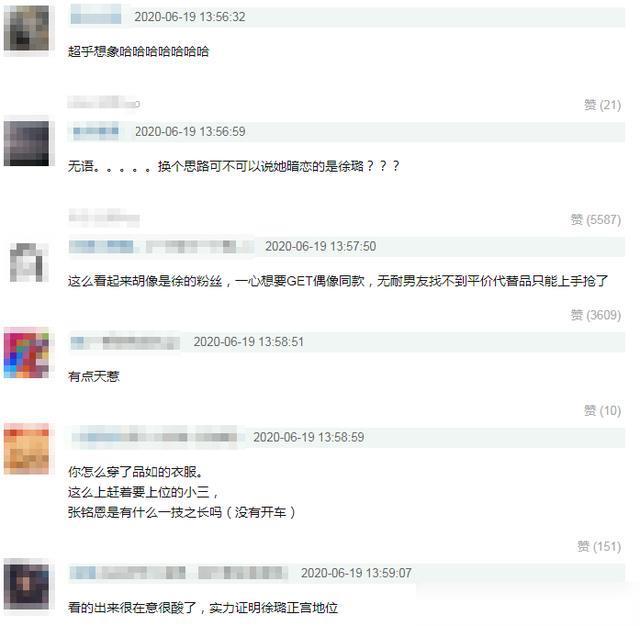 2020-06-19 13:56:32
超乎想象哈哈哈哈哈哈哈
赞 (21)
2020-06-19 13:56:59
无语。。。。。换个思路可不可以说她暗恋的是徐璐？？？
赞 (5587)
2020-06-19 13:57:50
这么看起来胡像是徐的粉丝，一心想要GET偶像同款，无耐男友找不到平价代替品只能上手抢了
赞 (3609)
2020-06-19 13:58:51
有点天惹
赞 (10)
2020-06-19 13:58:59
你怎么穿了品如的衣服。
这么上赶着要上位的小三，
张铭恩是有什么一技之长吗（没有开车）
赞 (151)
2020-06-19 13:59:07
看的出来很在意很酸了，实力证明徐璐正宫地位